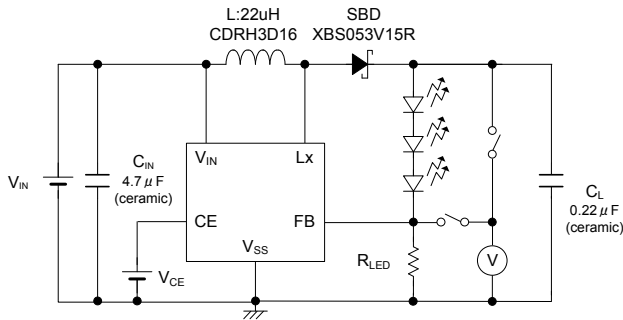 L:22uH
CDRH3D16
SBD
XBS053V15R
VIN
CIN
4.7μF
(ceramic)
VIN
Lx
CE
FB
VSS
VCE
RLED
V
CL
0.22μF
(ceramic)